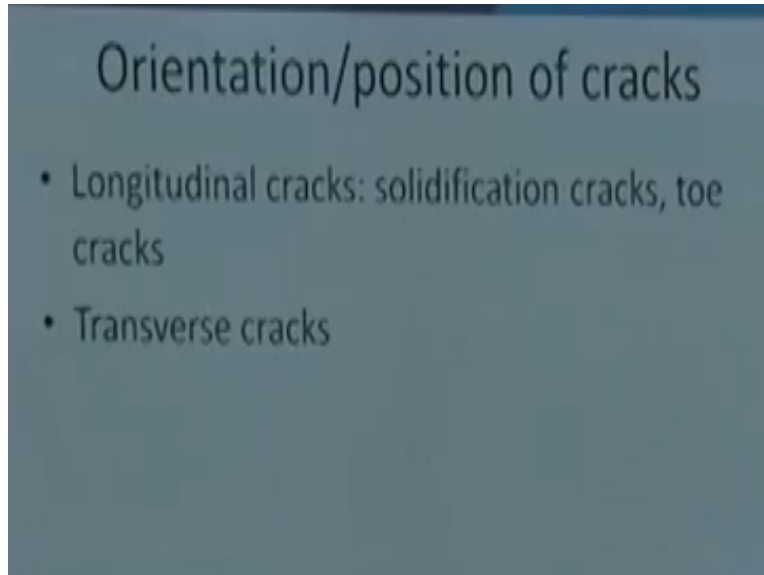 Orientation/position of cracks
• Longitudinal cracks: solidification cracks, toe
cracks
• Transverse cracks